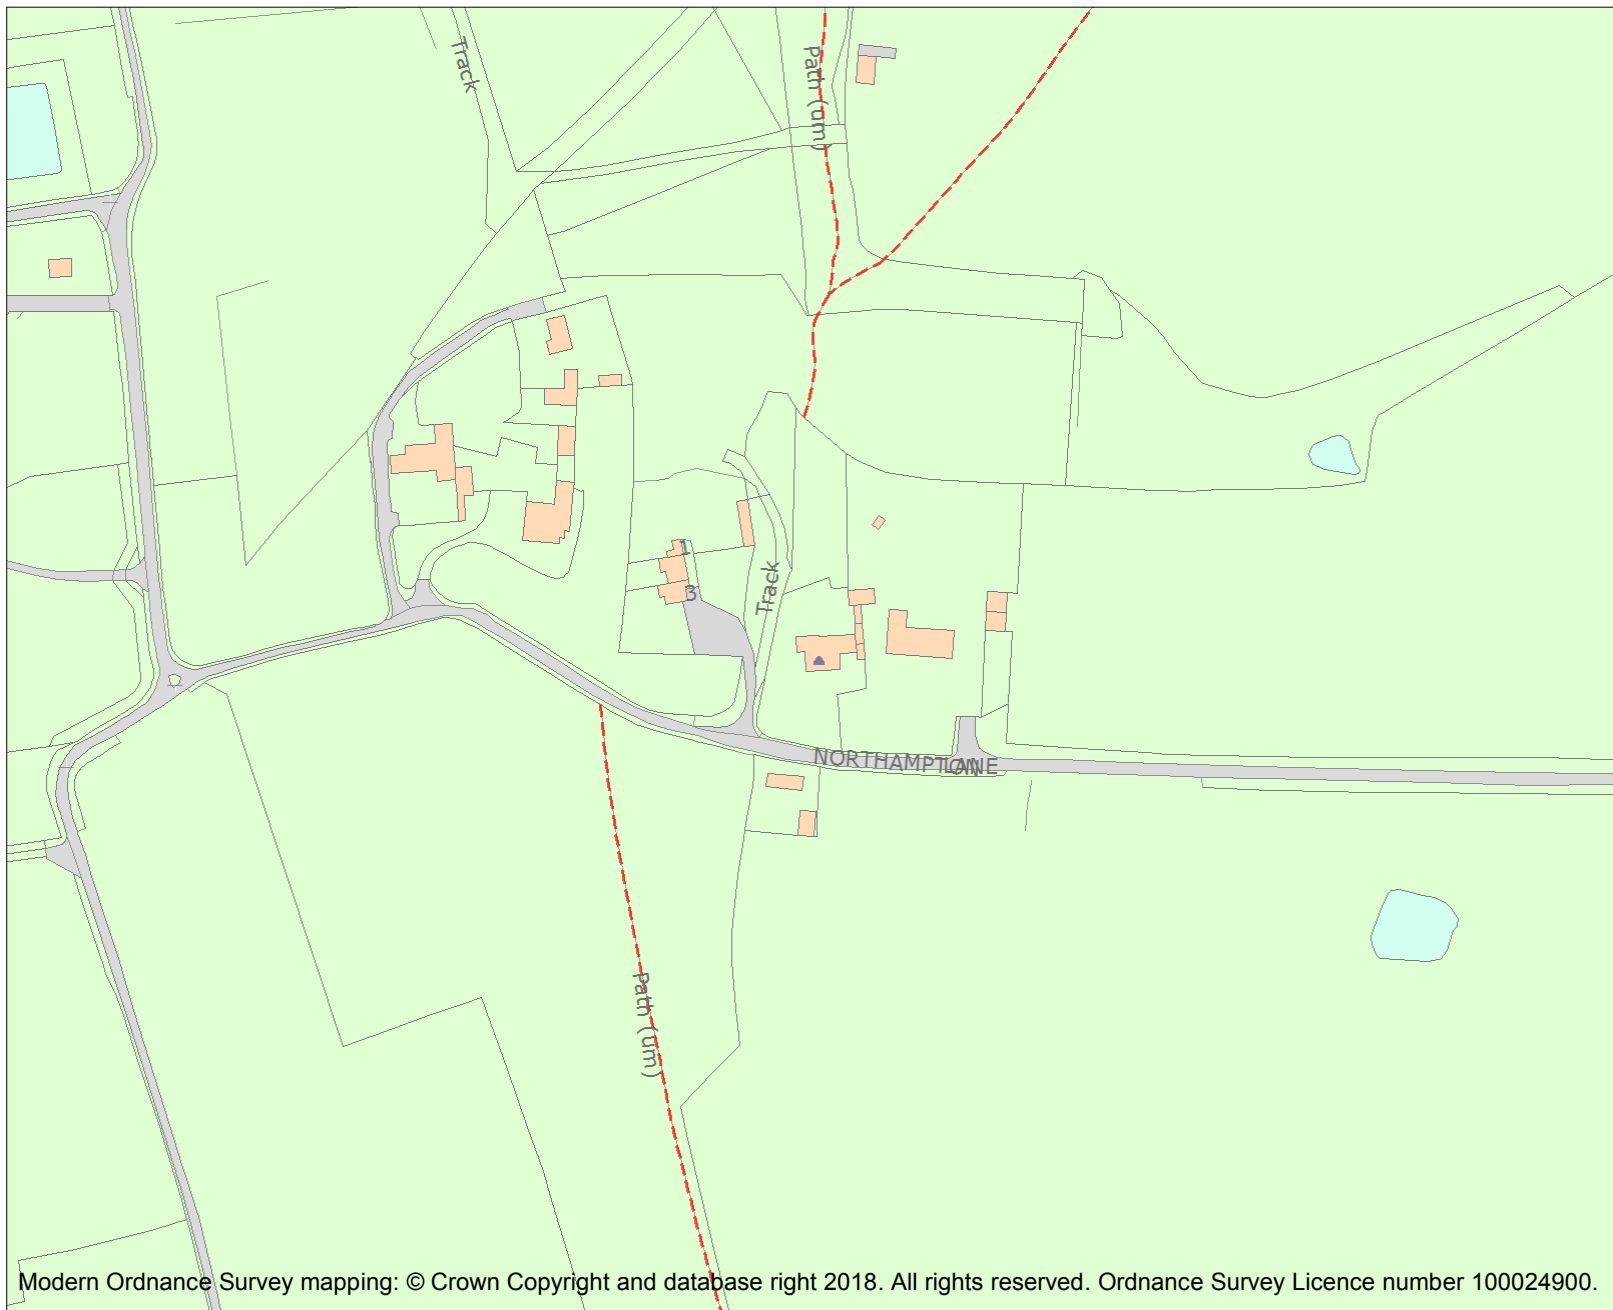 Track
Path (um)
1
3
Track
NORTHAMPTON
LANE
Path (um)
Modern Ordnance Survey mapping: © Crown Copyright and database right 2018. All rights reserved. Ordnance Survey Licence number 100024900.